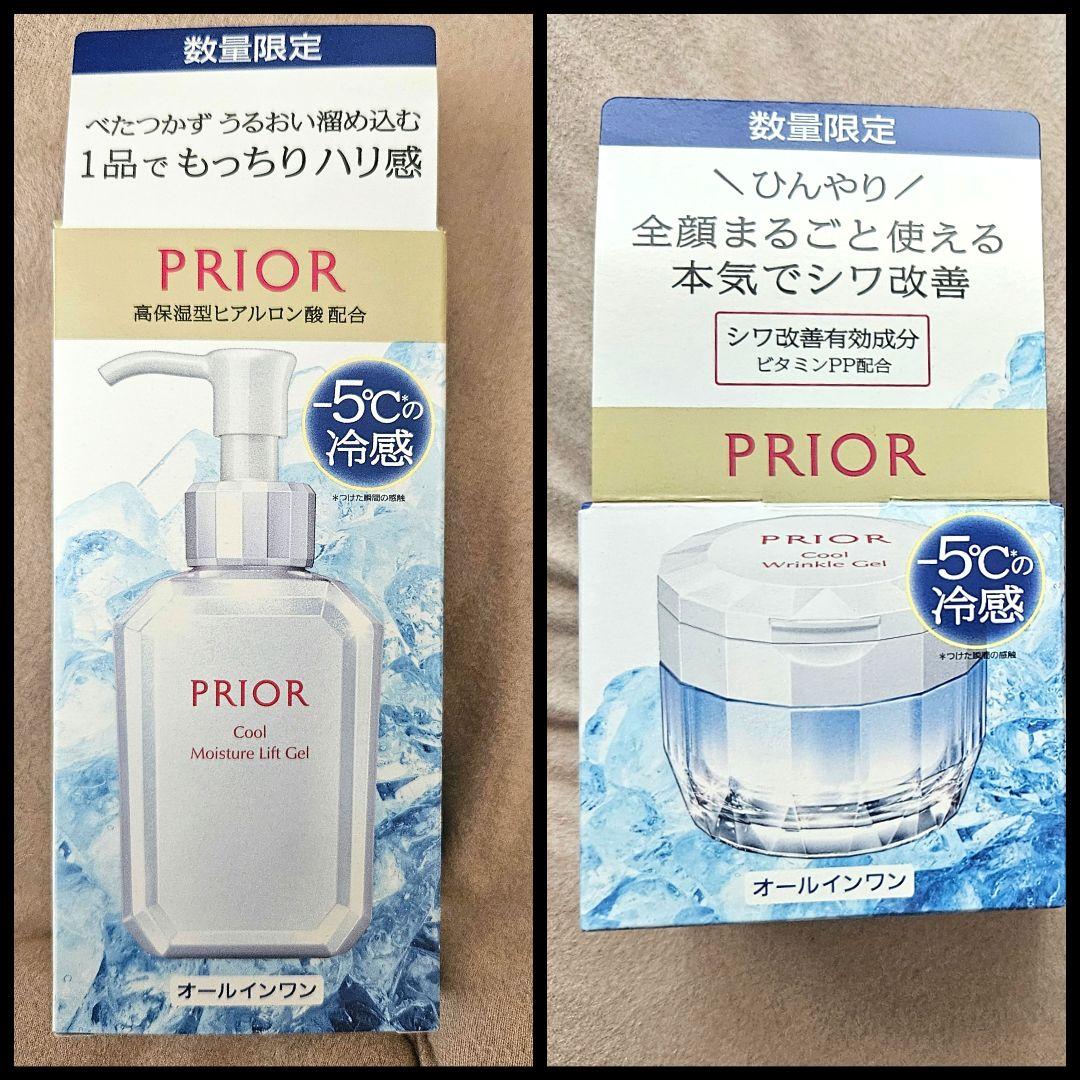 数量限定
べたつかず うるおい溜め込む
1品で もっちり ハリ感
PRIOR
高保湿型ヒアルロン酸 配合
-5℃*の
冷感
*つけた瞬間の感触
PRIOR
Cool
Moisture Lift Gel
オールインワン
数量限定
＼ひんやり／
全顔まるごと使える
本気でシワ改善
シワ改善有効成分
ビタミンPP配合
PRIOR
PRIOR
Cool
Wrinkle Gel
-5℃*の
冷感
*つけた瞬間の感触
オールインワン